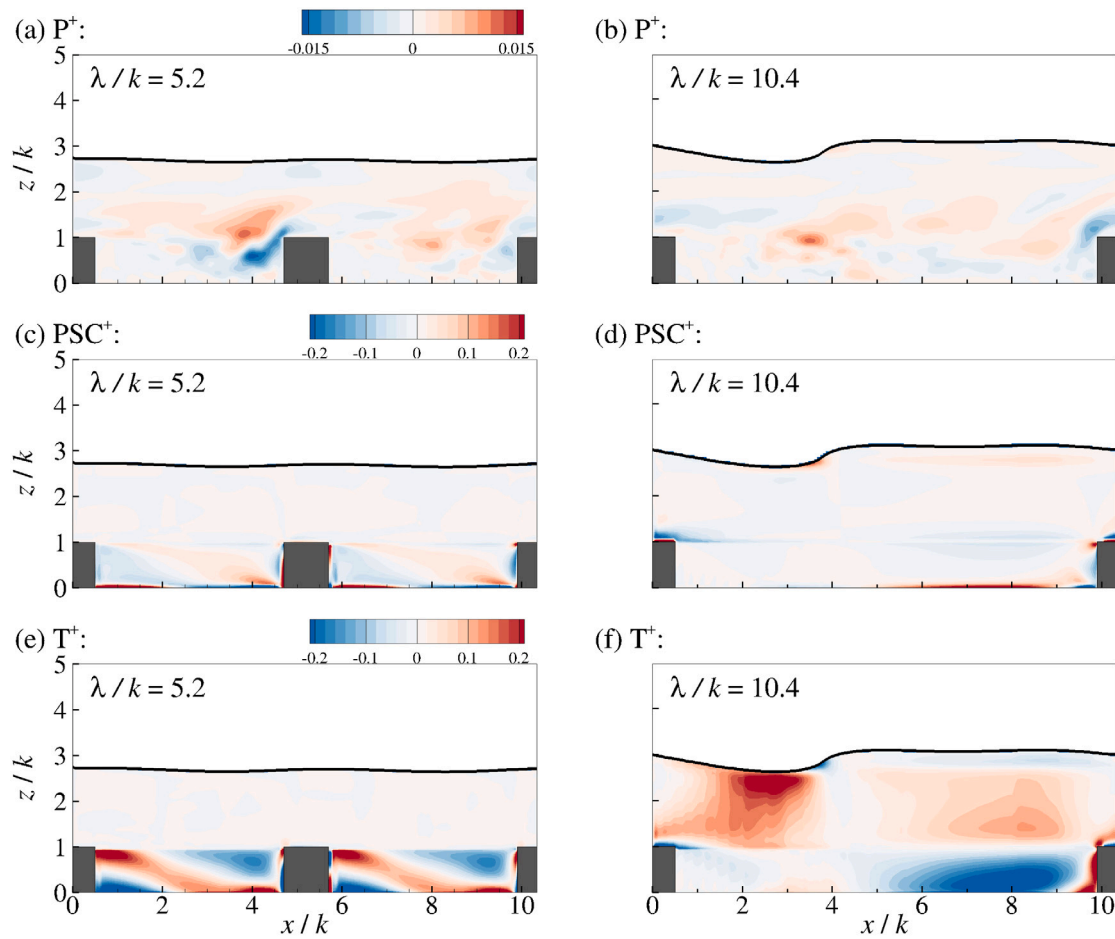 (a) P⁺:
-0.015 0 0.015
(b) P⁺:
λ / k = 5.2
λ / k = 10.4
z / k
5
4
3
2
1
0
(c) PSC⁺:
-0.2 -0.1 0 0.1 0.2
(d) PSC⁺:
λ / k = 5.2
λ / k = 10.4
z / k
5
4
3
2
1
0
(e) T⁺:
-0.2 -0.1 0 0.1 0.2
(f) T⁺:
λ / k = 5.2
λ / k = 10.4
z / k
5
4
3
2
1
0
0 2 4 6 8 10
0 2 4 6 8 10
x / k
x / k